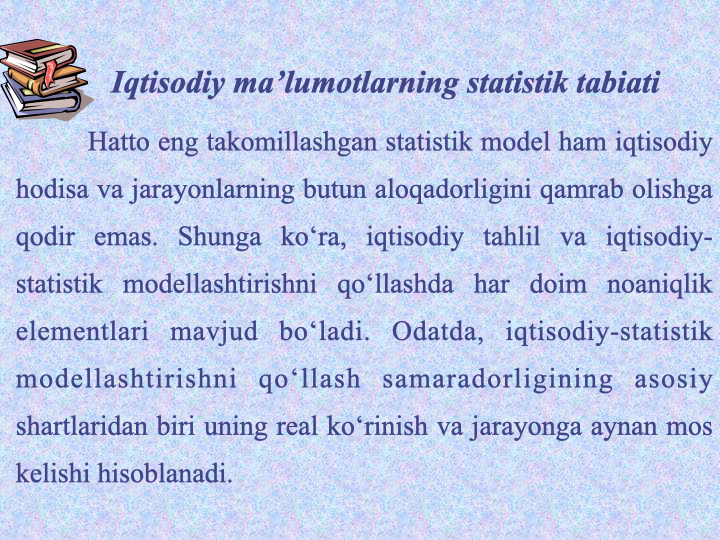 Iqtisodiy ma’lumotlarning statistik tabiati
Hatto eng takomillashgan statistik model ham iqtisodiy
hodisa va jarayonlarning butun aloqadorligini qamrab olishga
qodir emas. Shunga ko‘ra, iqtisodiy tahlil va iqtisodiy-
statistik modellashtirishni qo‘llashda har doim noaniqlik
elementlari mavjud bo‘ladi. Odatda, iqtisodiy-statistik
modellashtirishni qo‘llash samaradorligining asosiy
shartlaridan biri uning real ko‘rinish va jarayonga aynan mos
kelishi hisoblanadi.